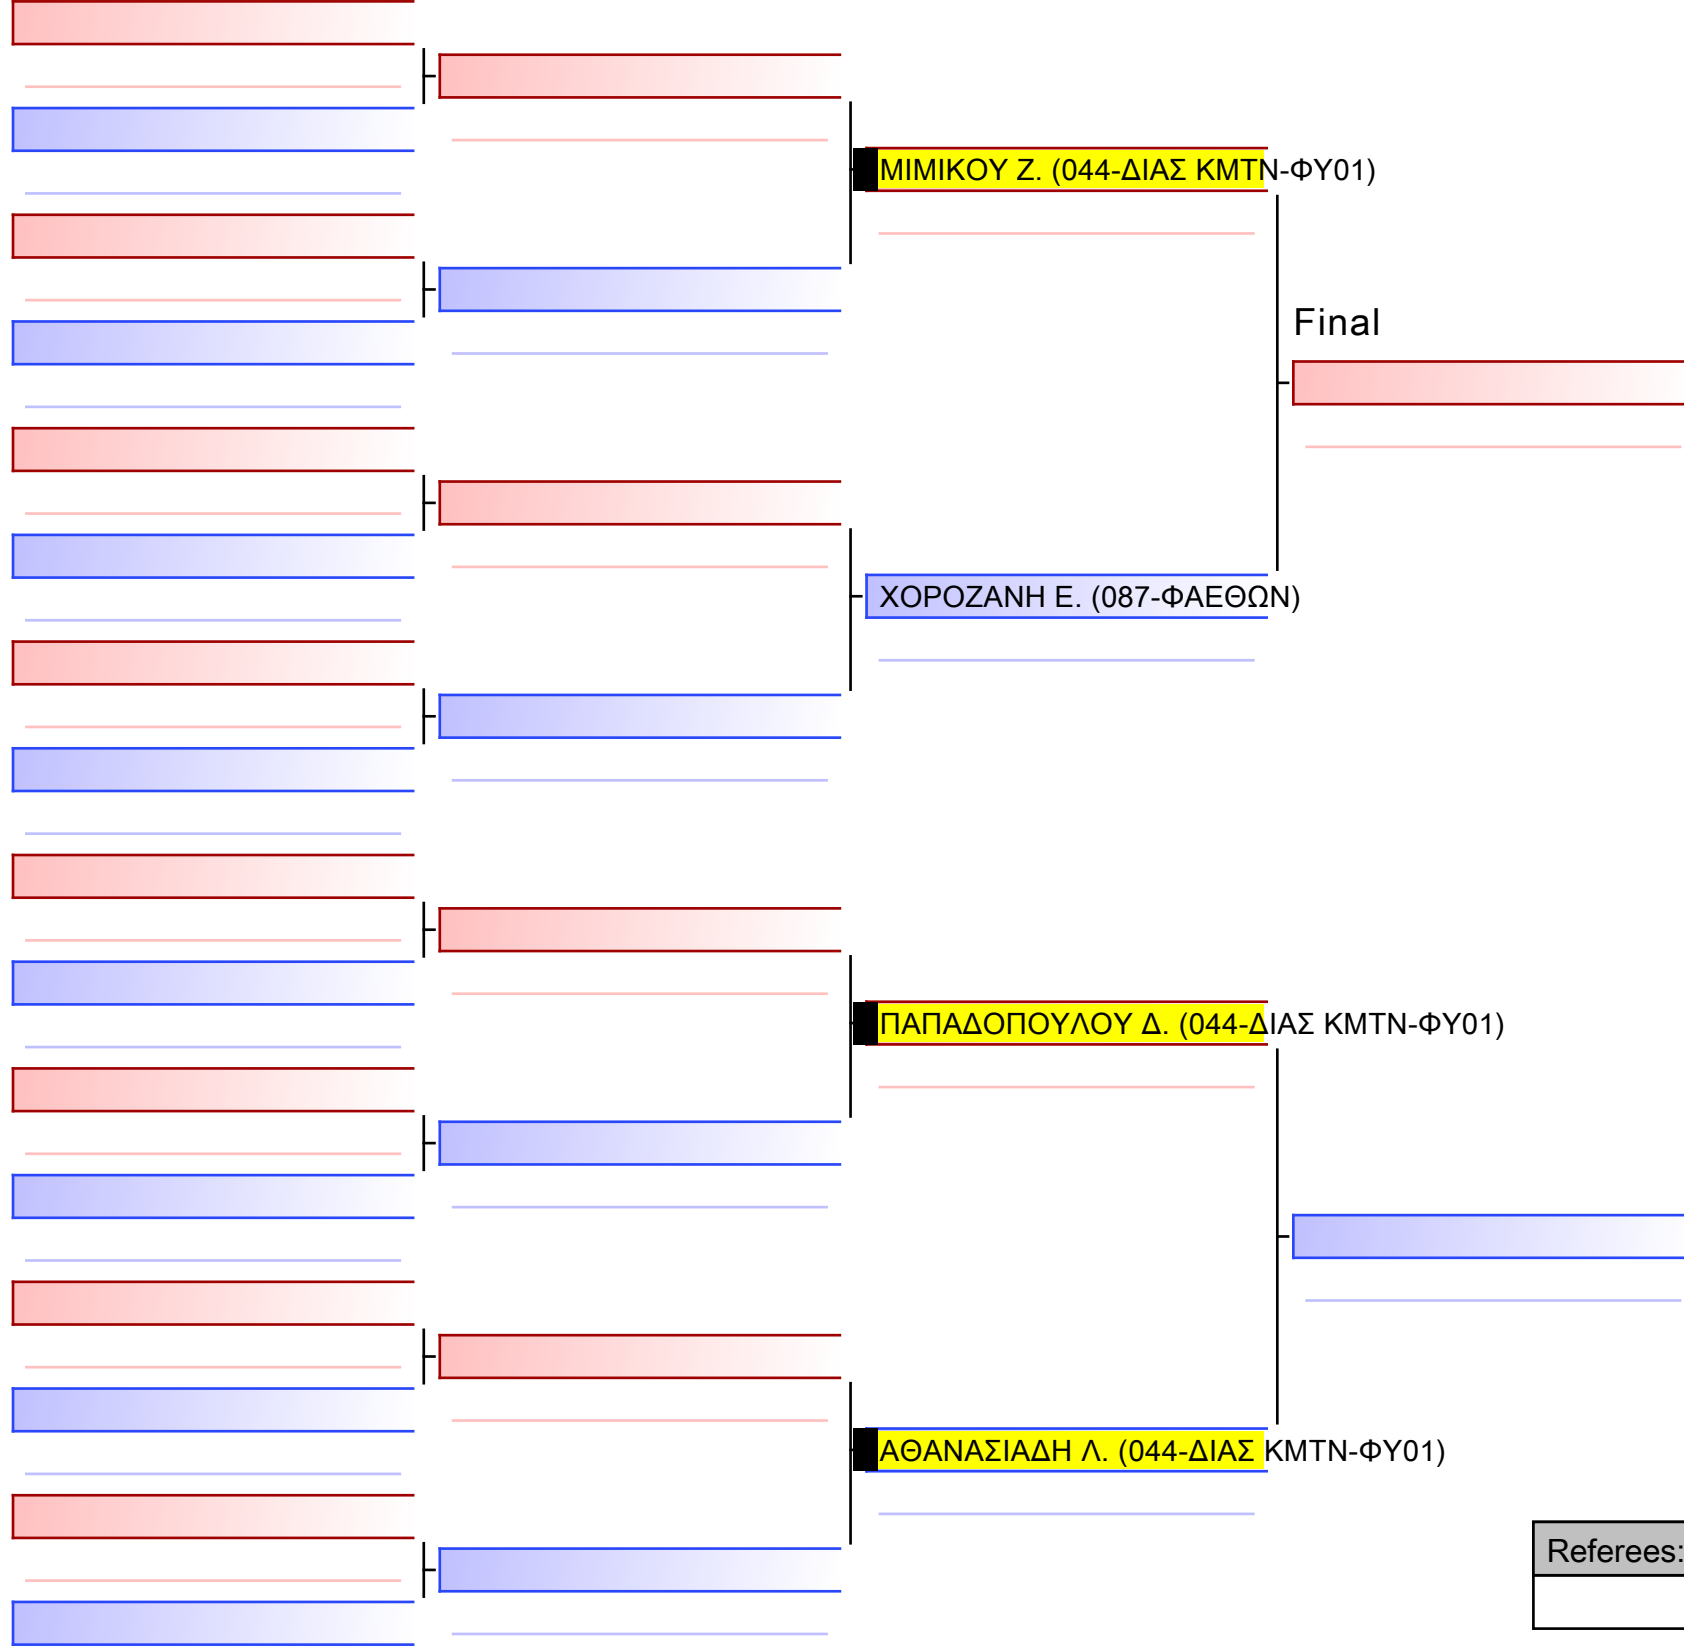 ΜΙΜΙΚΟΥ Ζ. (044-ΔΙΑΣ ΚΜΤΝ-ΦΥ01)
Final
ΧΟΡΟΖΑΝΗ Ε. (087-ΦΑΕΘΩΝ)
ΠΑΠΑΔΟΠΟΥΛΟΥ Δ. (044-ΔΙΑΣ ΚΜΤΝ-ΦΥ01)
ΑΘΑΝΑΣΙΑΔΗ Λ. (044-ΔΙΑΣ ΚΜΤΝ-ΦΥ01)
Referees: